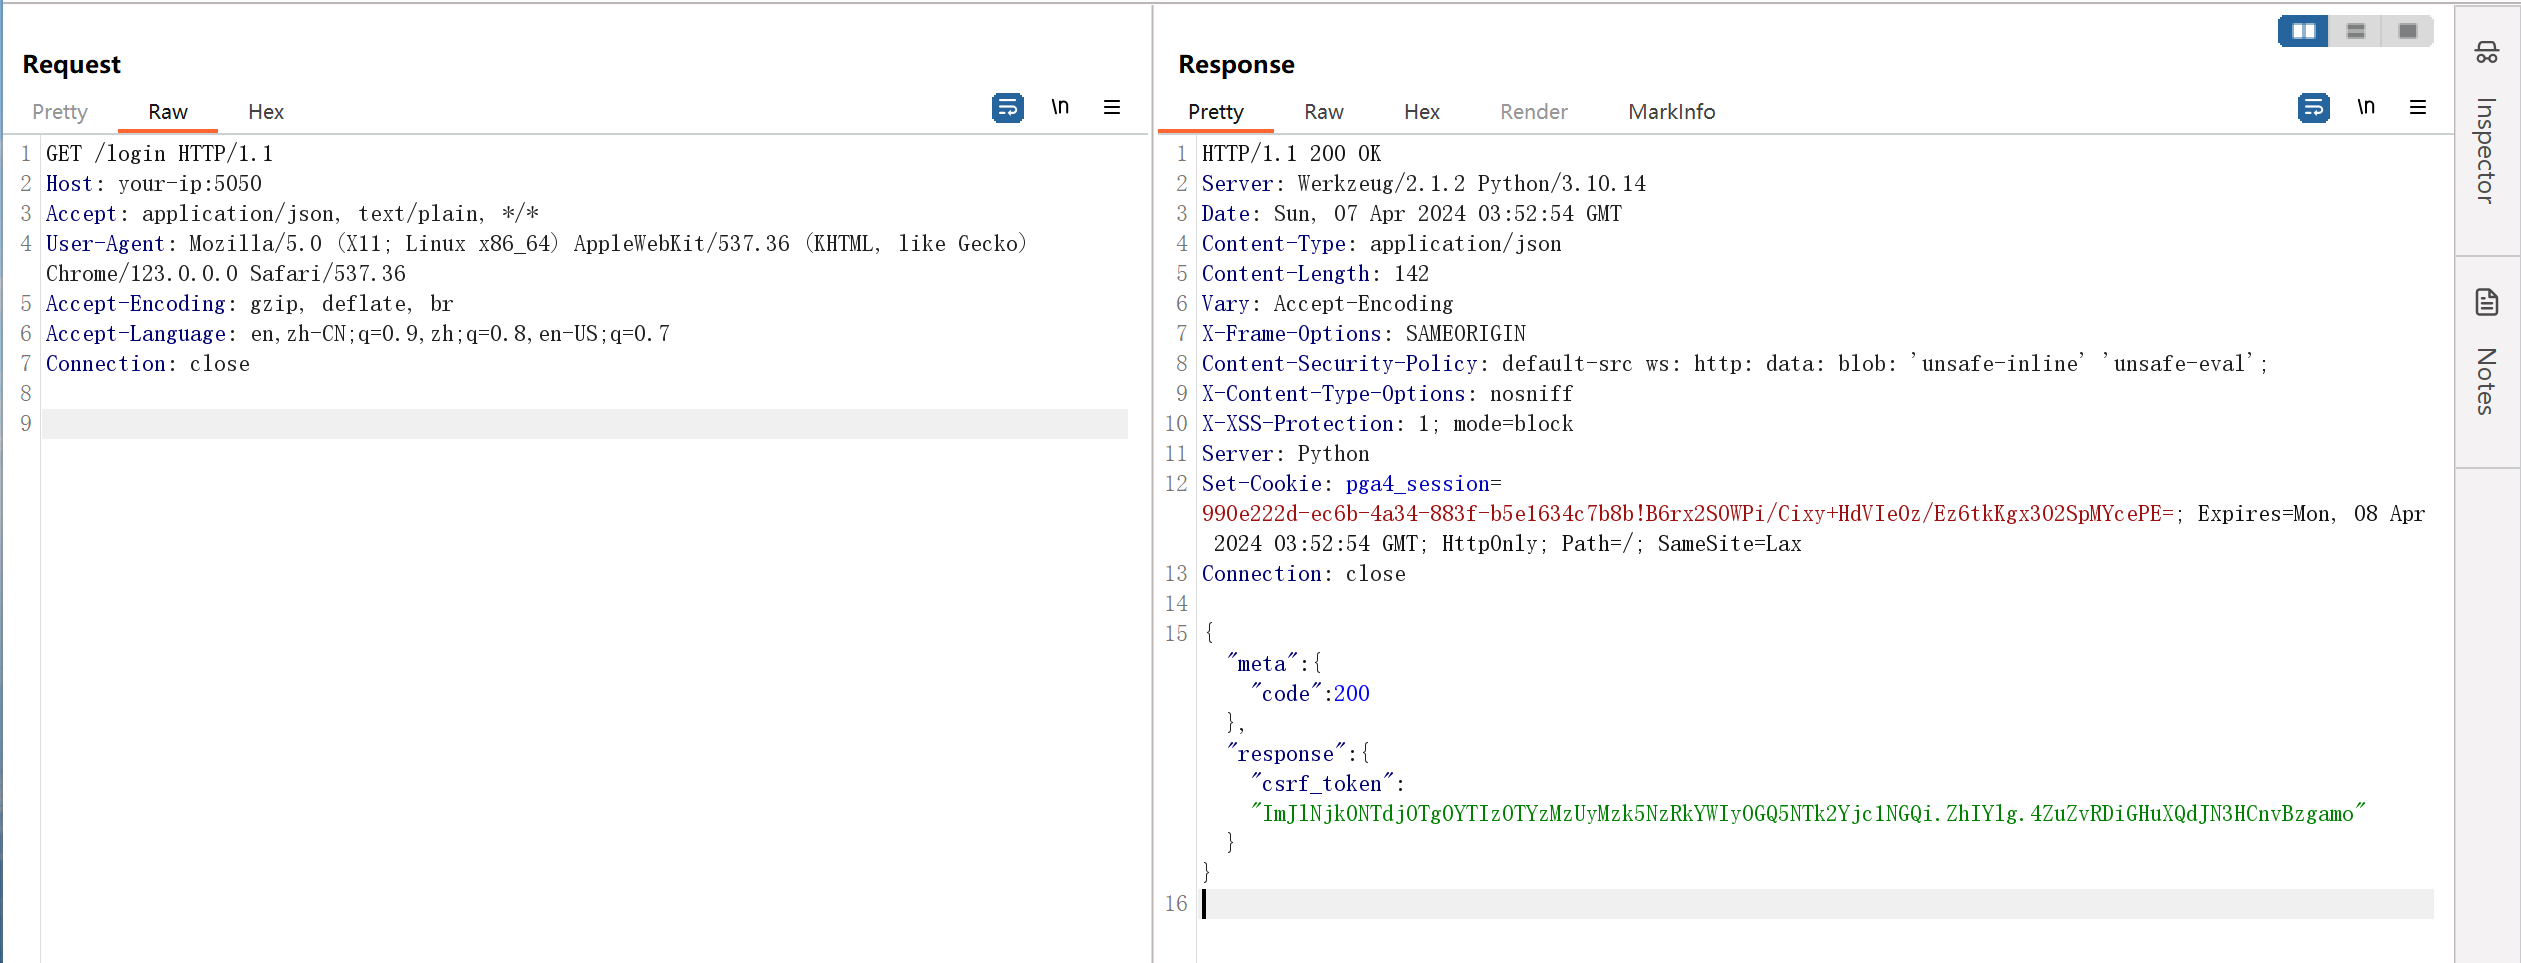 Request
Pretty Raw Hex \n
1 GET /login HTTP/1.1
2 Host: your-ip:5050
3 Accept: application/json, text/plain, */*
4 User-Agent: Mozilla/5.0 (X11; Linux x86_64) AppleWebKit/537.36 (KHTML, like Gecko)
Chrome/123.0.0.0 Safari/537.36
5 Accept-Encoding: gzip, deflate, br
6 Accept-Language: en,zh-CN;q=0.9,zh;q=0.8,en-US;q=0.7
7 Connection: close
8
9
Response
Pretty Raw Hex Render MarkInfo \n
1 HTTP/1.1 200 OK
2 Server: Werkzeug/2.1.2 Python/3.10.14
3 Date: Sun, 07 Apr 2024 03:52:54 GMT
4 Content-Type: application/json
5 Content-Length: 142
6 Vary: Accept-Encoding
7 X-Frame-Options: SAMEORIGIN
8 Content-Security-Policy: default-src ws: http: data: blob: 'unsafe-inline' 'unsafe-eval';
9 X-Content-Type-Options: nosniff
10 X-XSS-Protection: 1; mode=block
11 Server: Python
12 Set-Cookie: pga4_session=
990e222d-ec6b-4a34-883f-b5e1634c7b8b!B6rx2SOWPi/Cixy+HdVIeOz/Ez6tkKgx3O2SpMYcePE=; Expires=Mon, 08 Apr
2024 03:52:54 GMT; HttpOnly; Path=/; SameSite=Lax
13 Connection: close
14
15 {
"meta":{
"code":200
},
"response":{
"csrf_token":
"ImJlNjk0NTdjOTg0YTIzOTYzMzUyMzk5NzRkYWIyOGQ5NTk2Yjc1NGQi.ZhIYlg.4ZuZvRDiGHuXQdJN3HCnvBzgamo"
}
}
16
Inspector
Notes